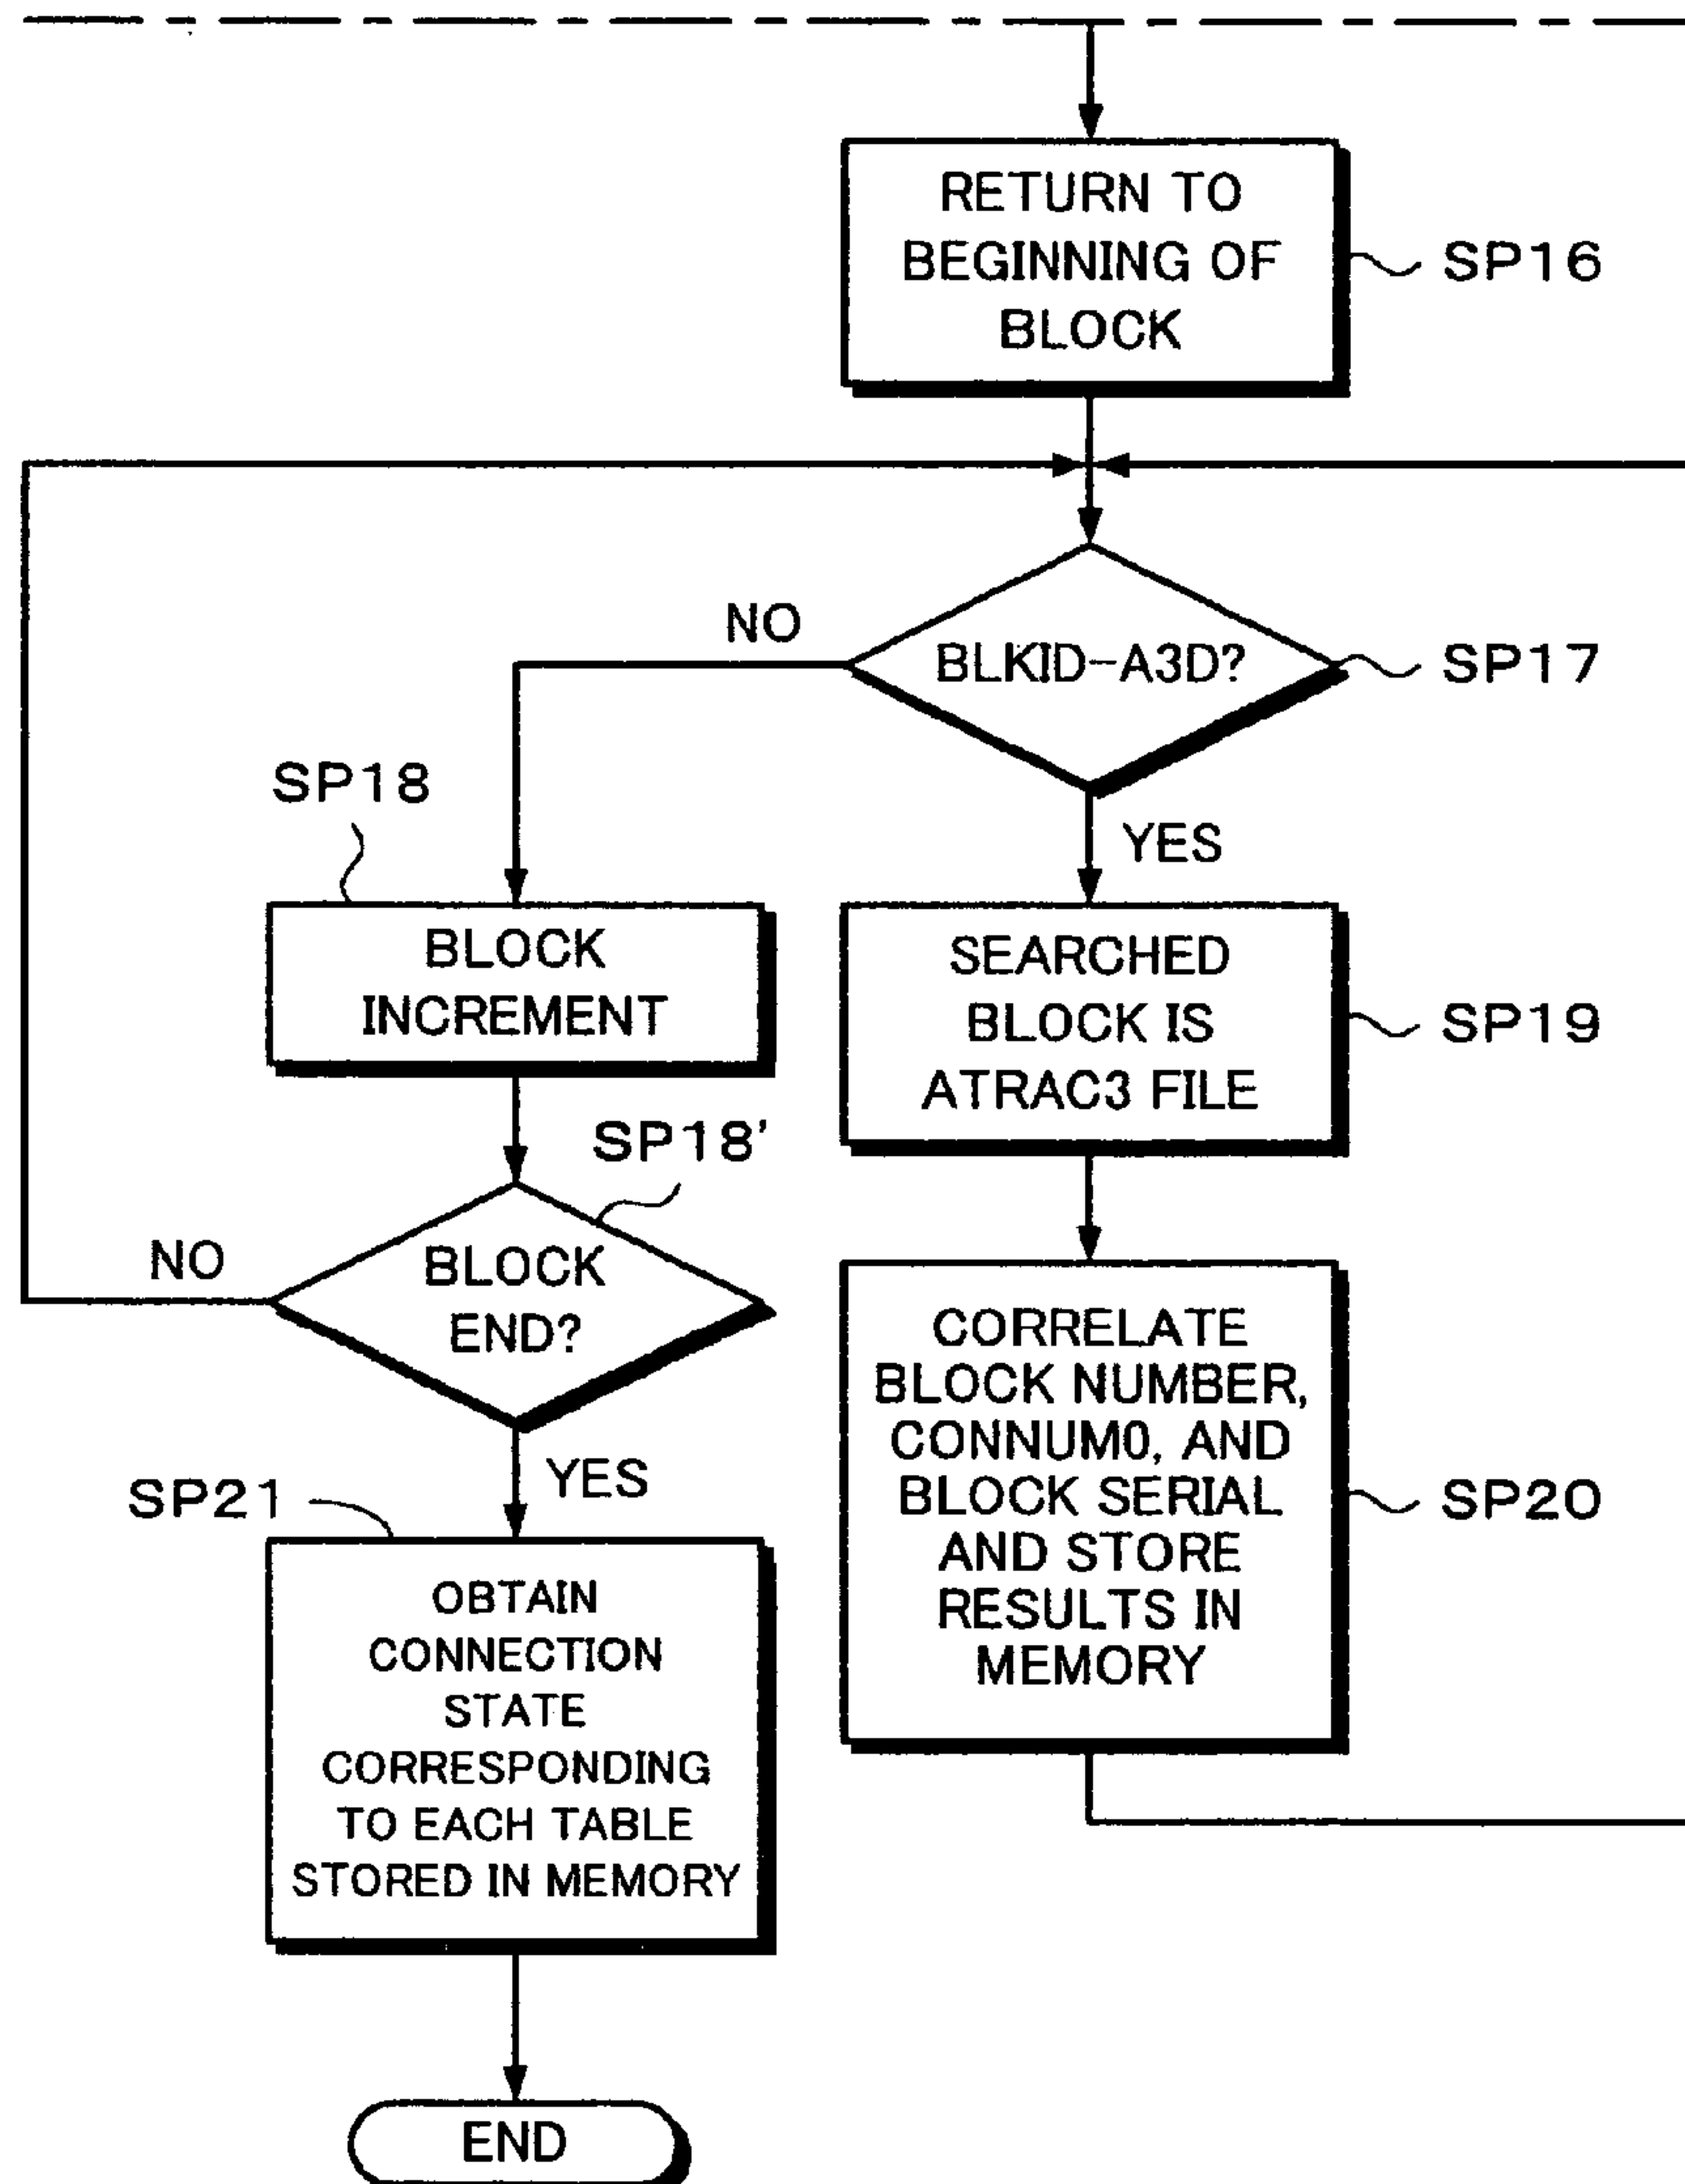 RETURN TO
BEGINNING OF
BLOCK
SP16
NO
BLKID-A3D?
SP17
SP18
YES
BLOCK
INCREMENT
SEARCHED
BLOCK IS
ATRAC3 FILE
SP19
SP18'
NO
BLOCK
END?
CORRELATE
BLOCK NUMBER,
CONNUM0, AND
BLOCK SERIAL
AND STORE
RESULTS IN
MEMORY
SP20
YES
SP21
OBTAIN
CONNECTION
STATE
CORRESPONDING
TO EACH TABLE
STORED IN MEMORY
END